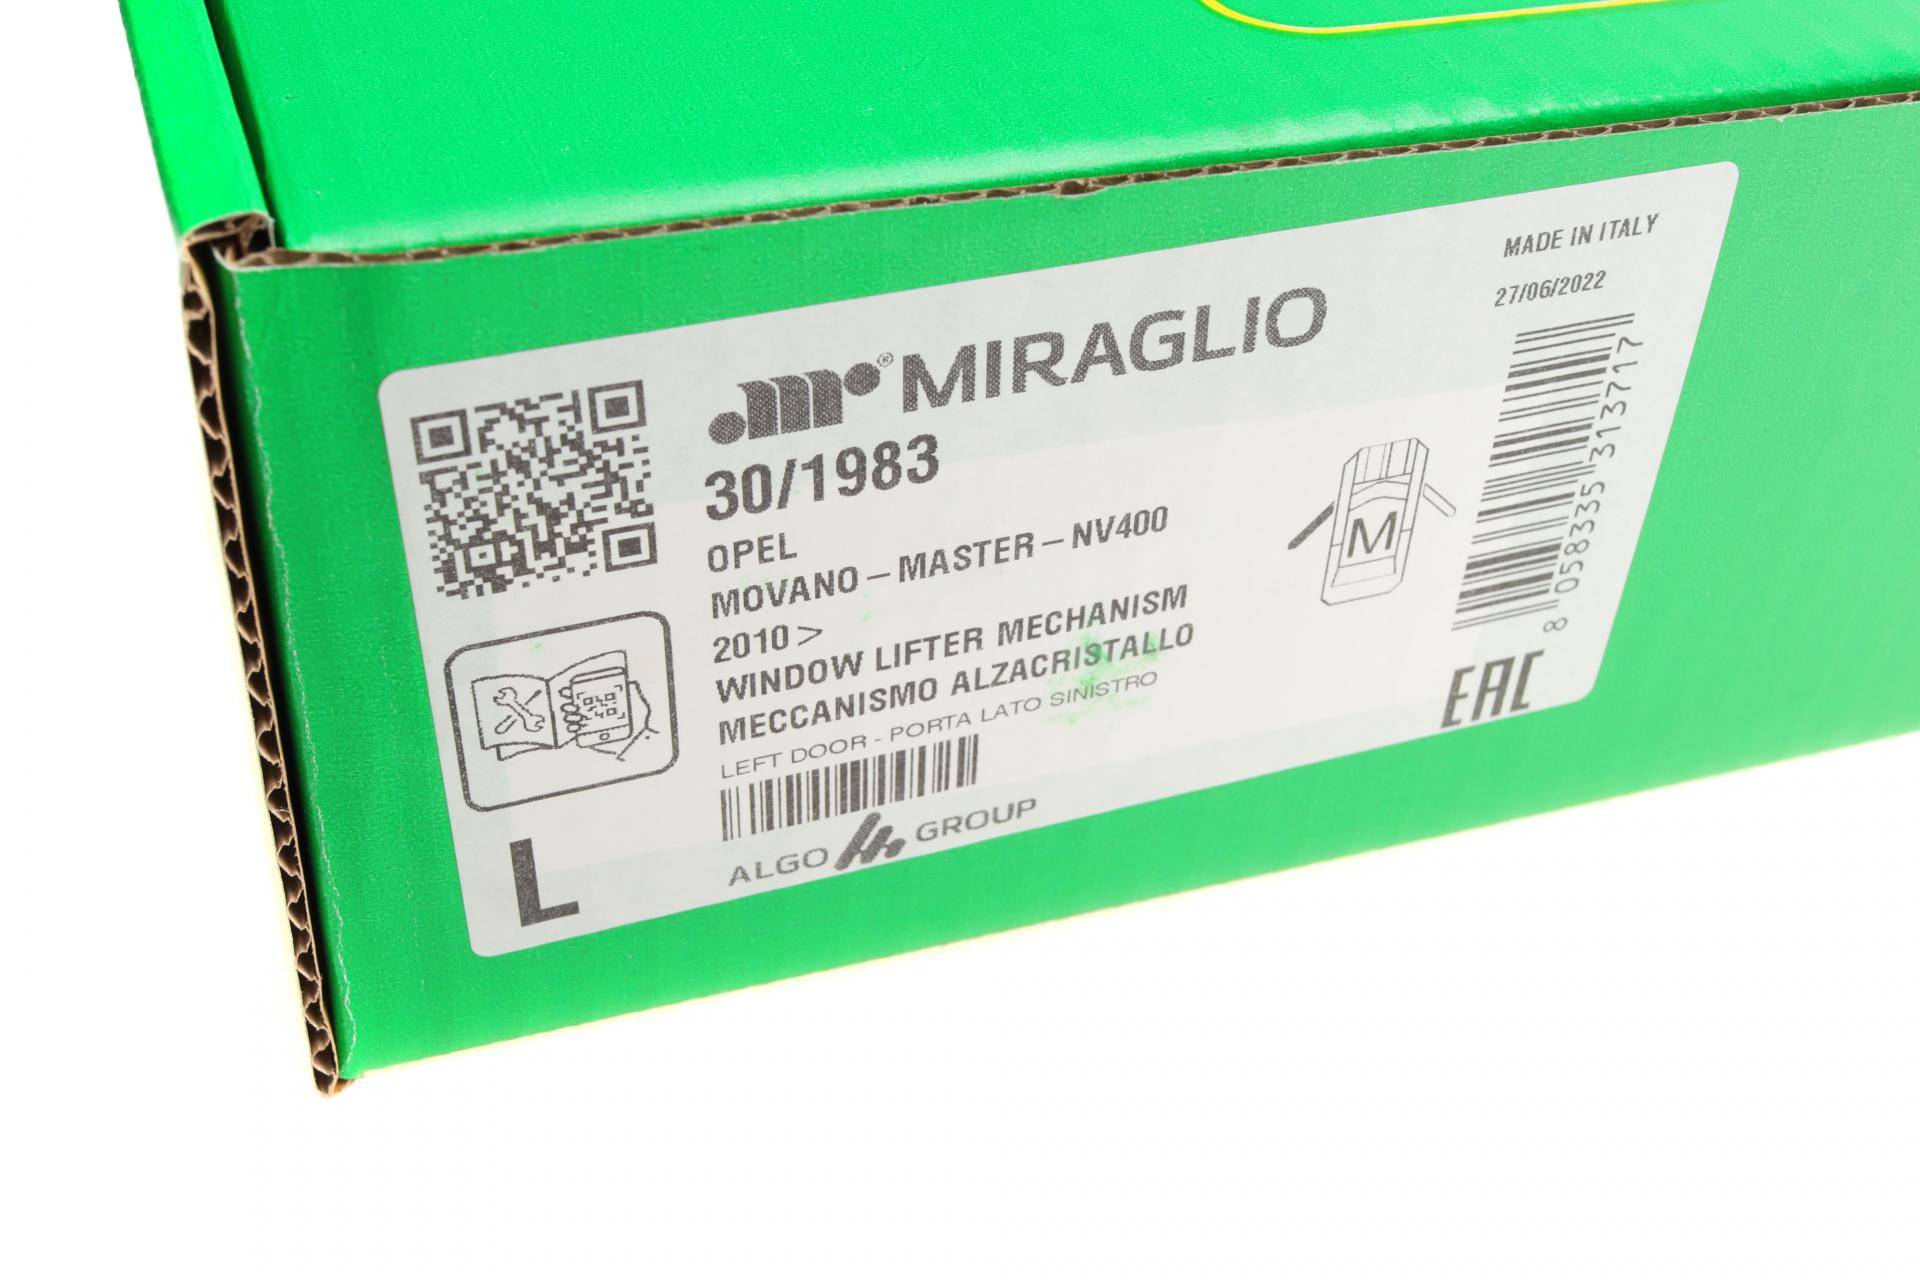 MIRAGLIO®
30/1983
OPEL
MOVANO – MASTER – NV400
2010 >
WINDOW LIFTER MECHANISM
MECCANISMO ALZACRISTALLO
LEFT DOOR - PORTA LATO SINISTRO
ALGO GROUP
L
M
MADE IN ITALY
27/06/2022
8 058335 313717
EAC